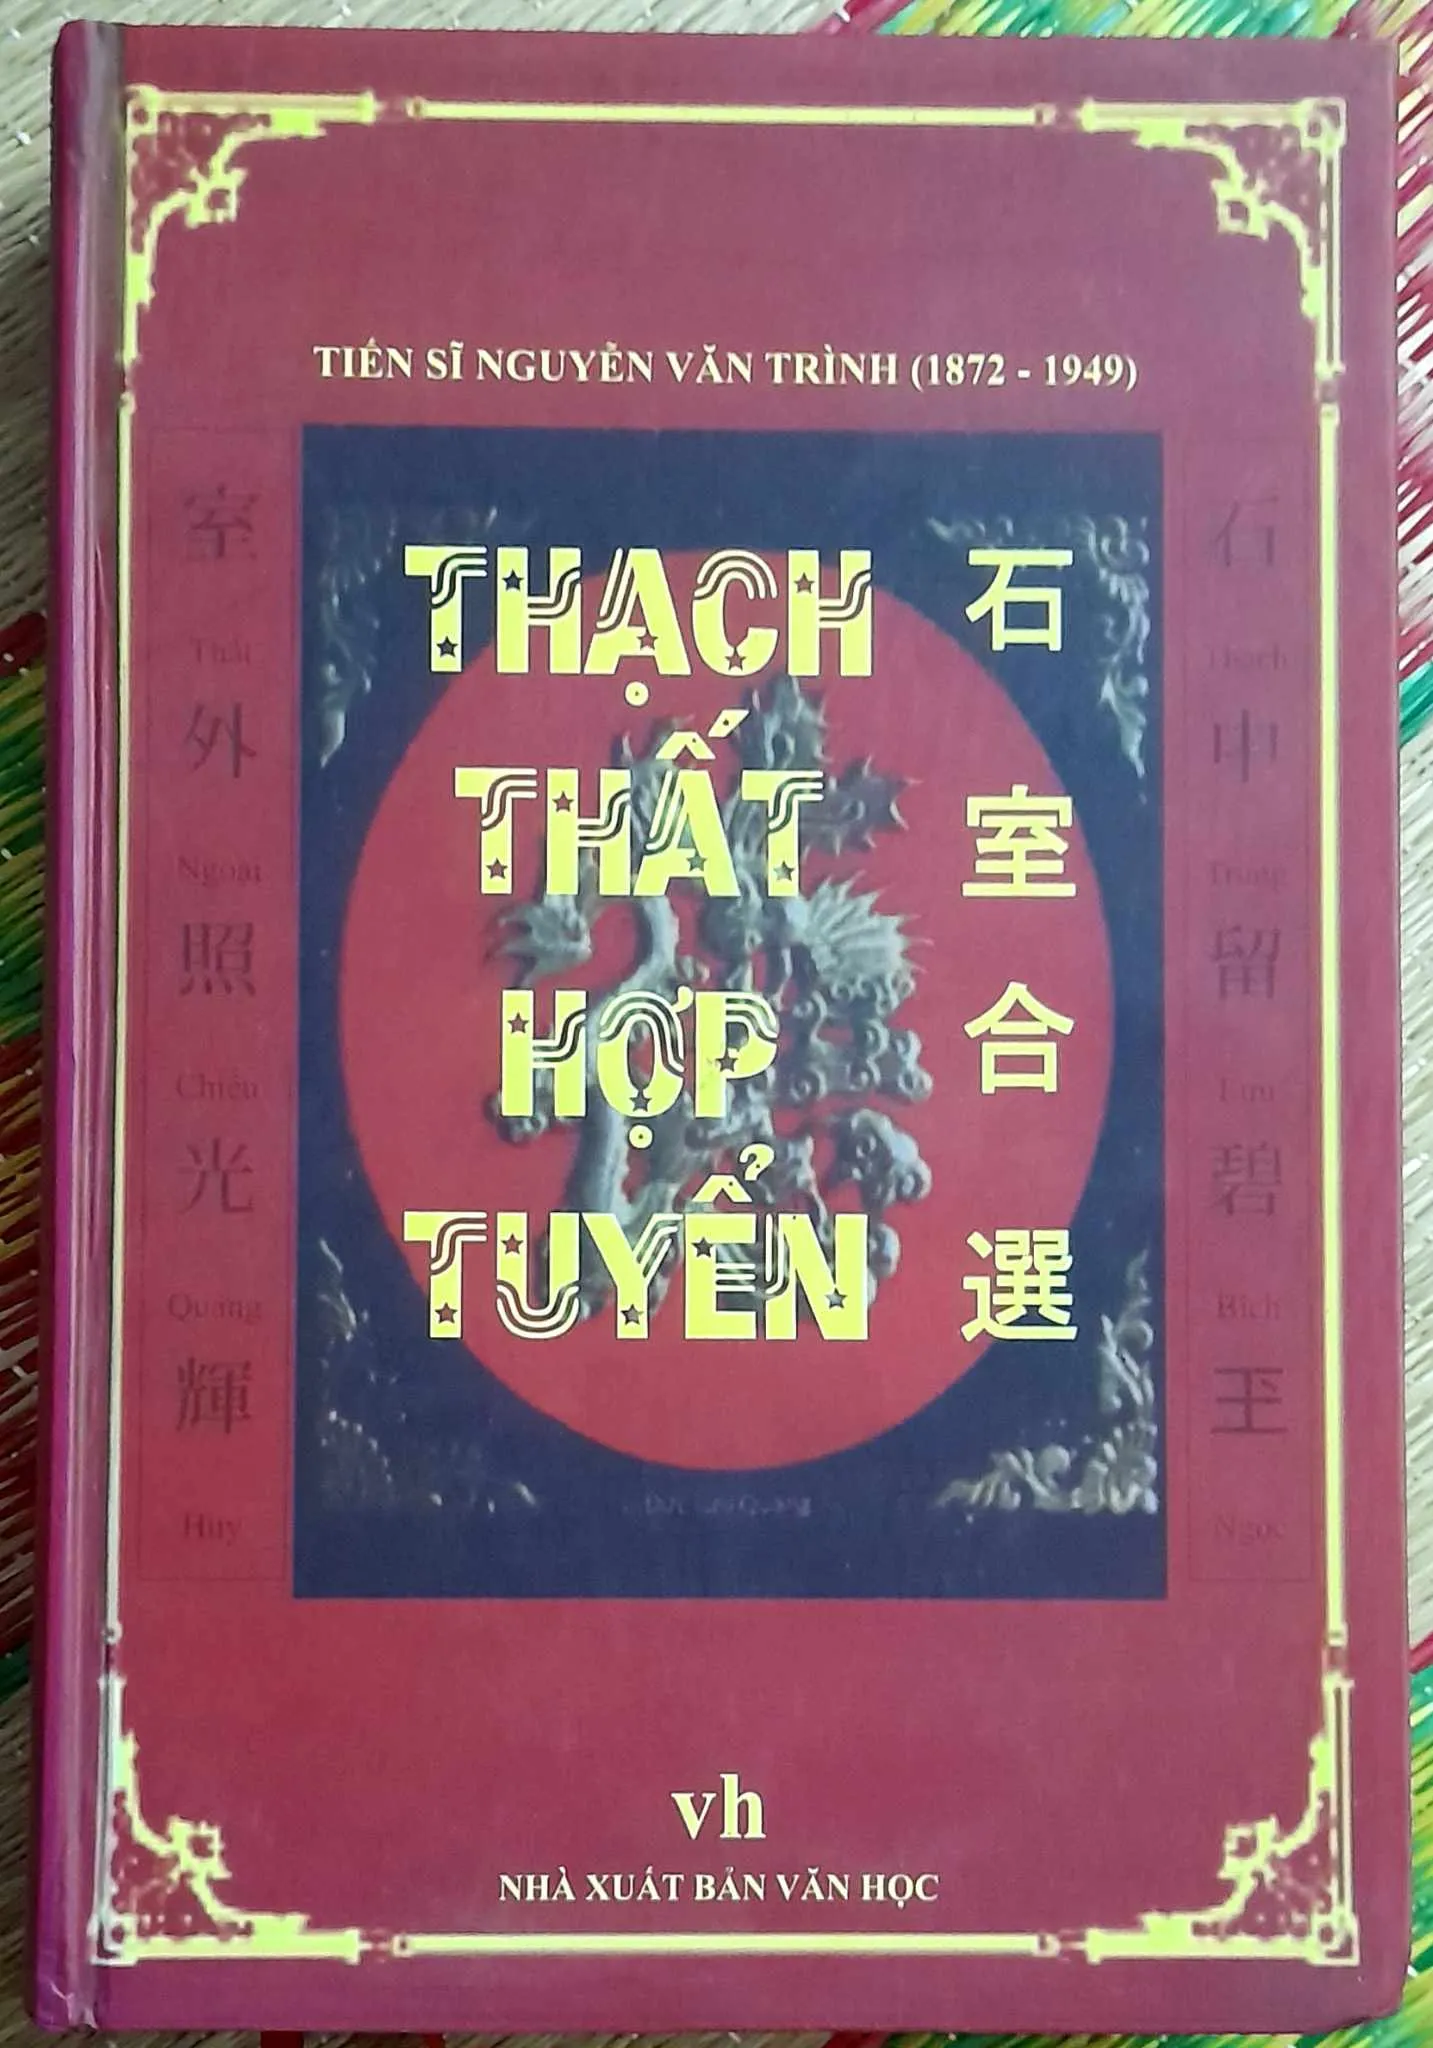 TIẾN SĨ NGUYỄN VĂN TRÌNH (1872 - 1949)
THẠCH
THẤT
HỢP
TUYỂN
石
室
合
選
石
Thạch
中
Trung
留
Lưu
碧
Bích
玉
Ngọc
室
Thất
外
Ngoại
照
Chiếu
光
Quang
輝
Huy
vh
NHÀ XUẤT BẢN VĂN HỌC